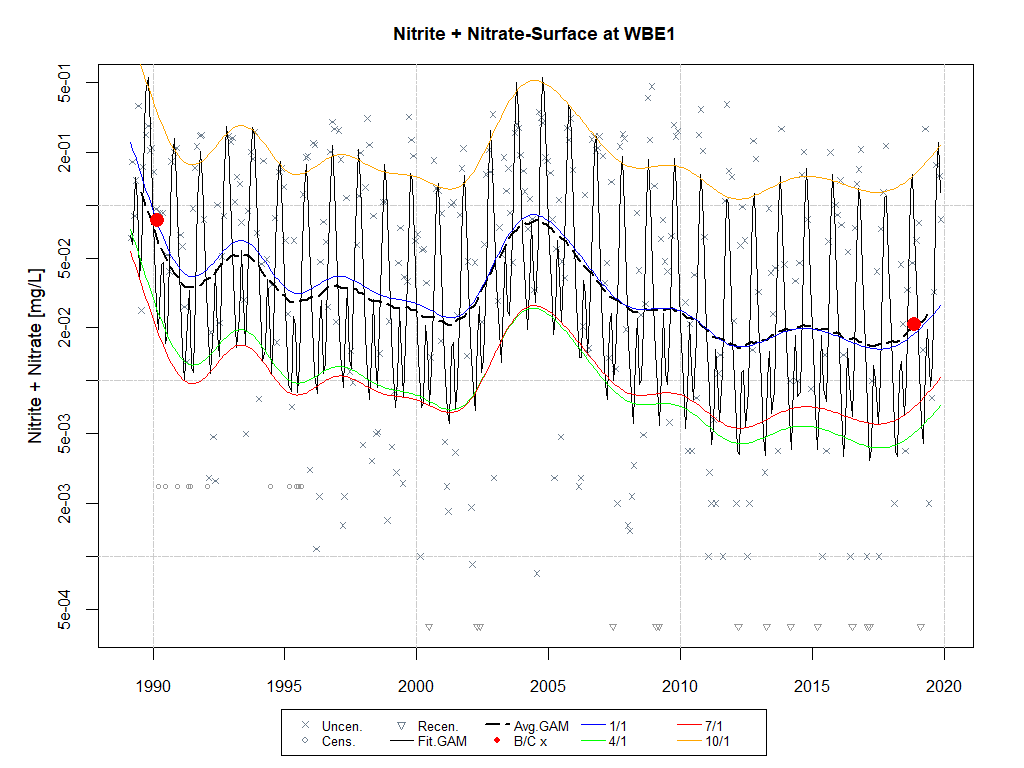 Nitrite + Nitrate-Surface at WBE1
Nitrite + Nitrate [mg/L]
5e-01
2e-01
5e-02
2e-02
5e-03
2e-03
5e-04
1990 1995 2000 2005 2010 2015 2020
Uncen. Recen. Avg.GAM 1/1 7/1
Cens. Fit.GAM B/C x 4/1 10/1